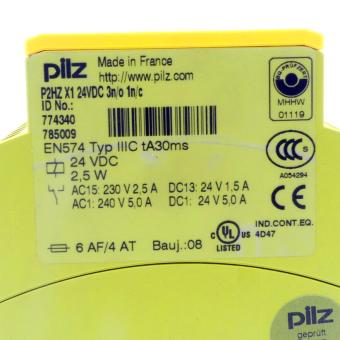 pilz
Made in France
http://www.pilz.com
P2HZ X1 24VDC 3n/o 1n/c
ID No.:
774340
785009
EN574 Typ IIIC tA30ms
24 VDC
2,5 W
AC15: 230 V 2,5 A DC13: 24 V 1,5 A
AC1: 240 V 5,0 A DC1: 24 V 5,0 A
6 AF/4 AT Bauj.:08
BG-PRÜFZERT
MHHW
01119
CCC
S
A054294
IND.CONT.EQ.
C UL US
4D47
LISTED
pilz
geprüft